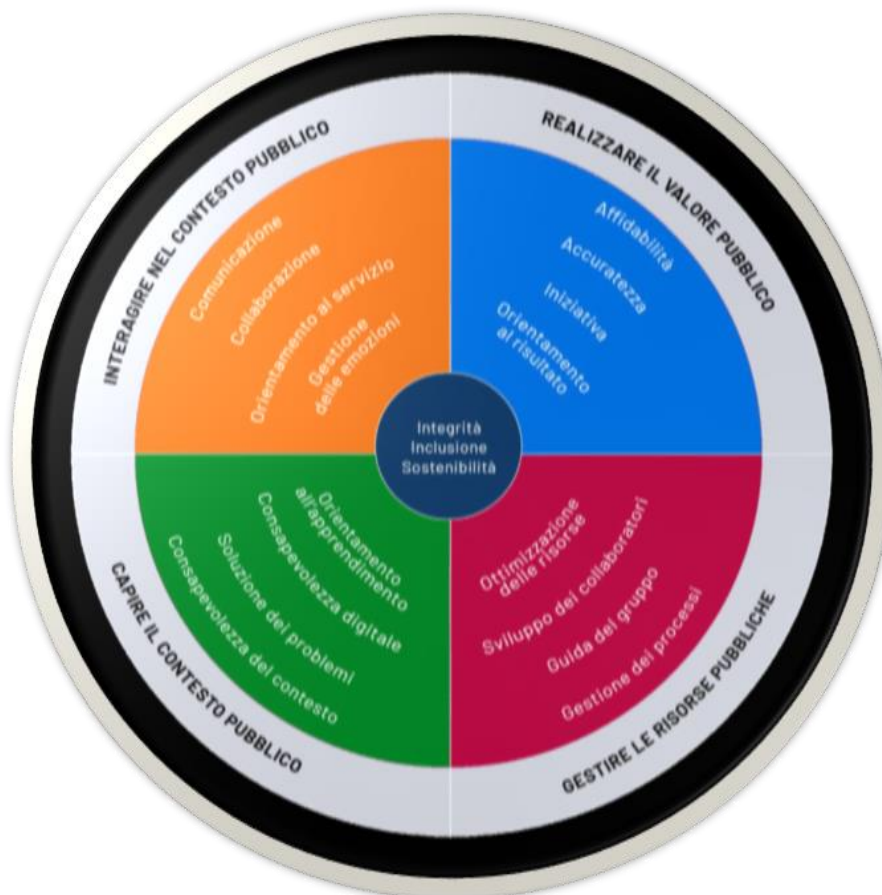 INTERAGIRE NEL CONTESTO PUBBLICO
Comunicazione
Collaborazione
Orientamento al servizio
Gestione
delle emozioni
REALIZZARE IL VALORE PUBBLICO
Affidabilità
Accuratezza
Iniziativa
Orientamento
al risultato
Integrità
Inclusione
Sostenibilità
Orientamento
all'apprendimento
Consapevolezza digitale
Soluzione dei problemi
Consapevolezza del contesto
CAPIRE IL CONTESTO PUBBLICO
Ottimizzazione
delle risorse
Sviluppo dei collaboratori
Guida del gruppo
Gestione dei processi
GESTIRE LE RISORSE PUBBLICHE